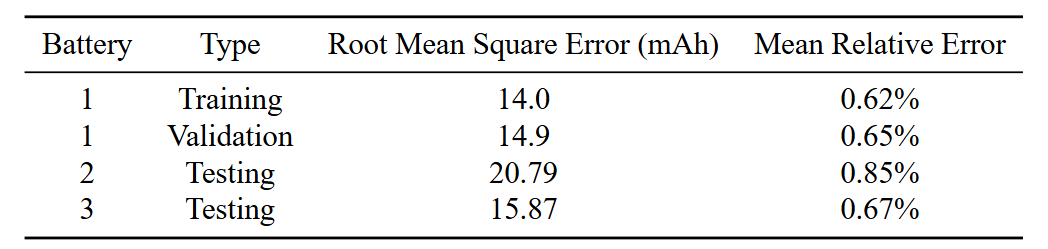 Battery Type Root Mean Square Error (mAh) Mean Relative Error
1 Training 14.0 0.62%
1 Validation 14.9 0.65%
2 Testing 20.79 0.85%
3 Testing 15.87 0.67%